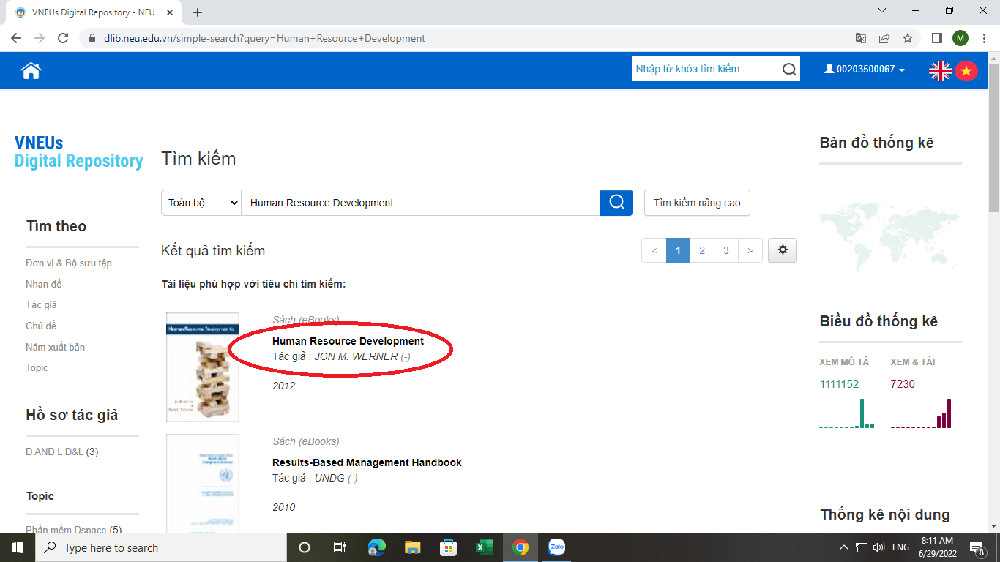 VNEUs Digital Repository - NEU
dlib.neu.edu.vn/simple-search?query=Human+Resource+Development
M
Nhập từ khóa tìm kiếm
00203500067
VNEUs
Digital Repository
Tìm kiếm
Toàn bộ
Human Resource Development
Tìm kiếm nâng cao
Tìm theo
Đơn vị & Bộ sưu tập
Nhan đề
Tác giả
Chủ đề
Năm xuất bản
Topic
Hồ sơ tác giả
D AND L D&L (3)
Topic
Phần mềm Dspace (5)
Kết quả tìm kiếm
< 1 2 3 >
Tải liệu phù hợp với tiêu chí tìm kiếm:
Human Resource Development
Sách (eBooks)
Human Resource Development
Tác giả : JON M. WERNER (-)
2012
Sách (eBooks)
Results-Based Management Handbook
Tác giả : UNDG (-)
2010
Bản đồ thống kê
Biểu đồ thống kê
XEM MÔ TẢ
XEM & TẢI
1111152
7230
Thống kê nội dung
Type here to search
Zalo
ENG
8:11 AM
6/29/2022
8